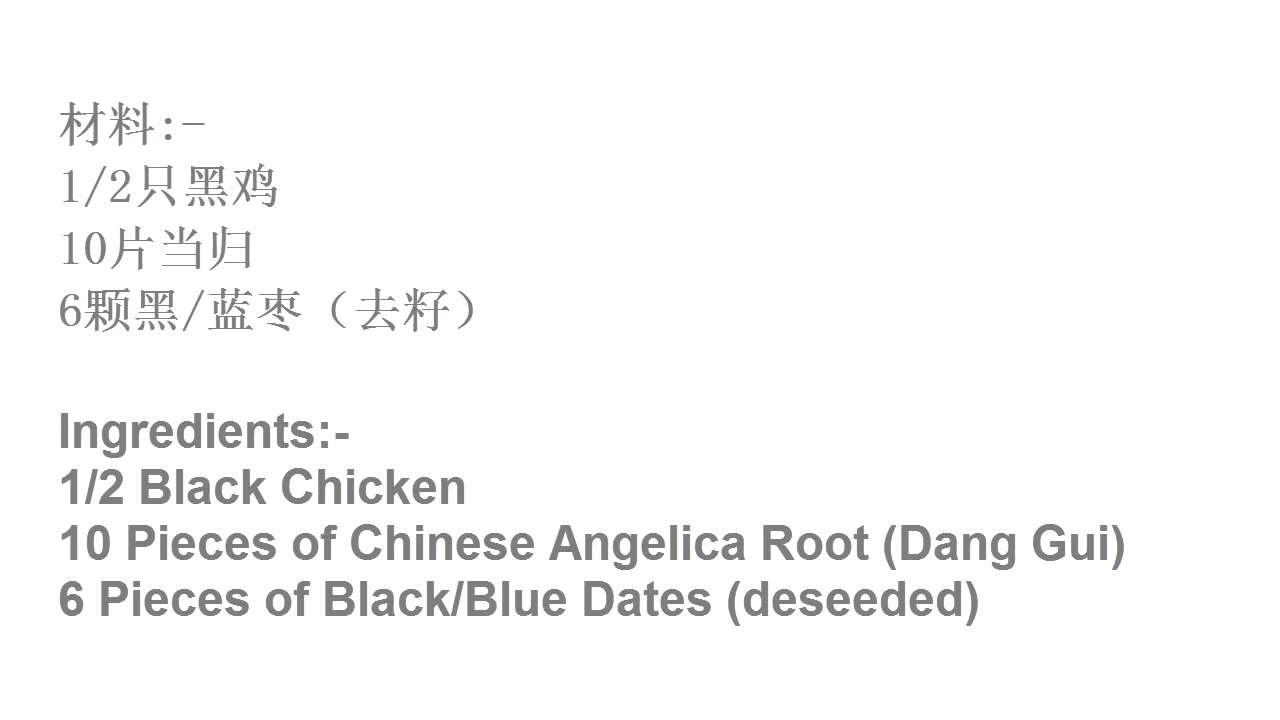 材料:-
1/2只黑鸡
10片当归
6颗黑/蓝枣（去籽）
Ingredients:-
1/2 Black Chicken
10 Pieces of Chinese Angelica Root (Dang Gui)
6 Pieces of Black/Blue Dates (deseeded)